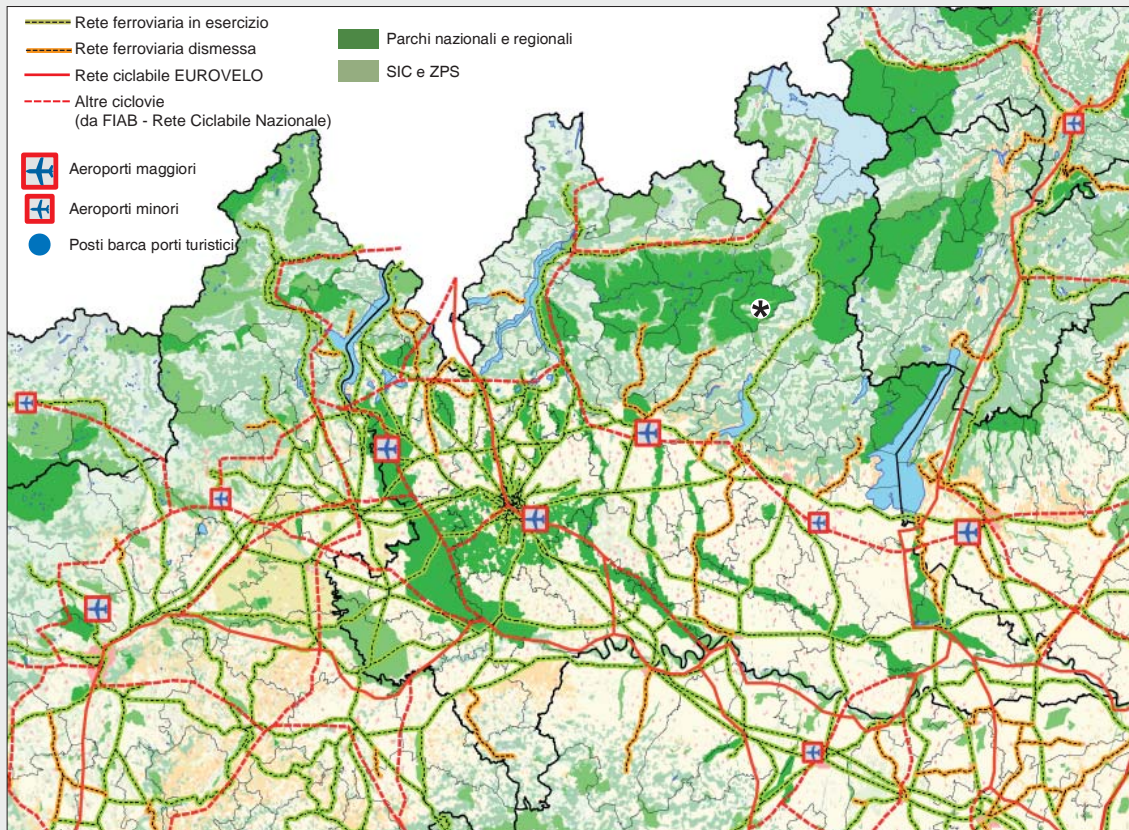 Rete ferroviaria in esercizio
Rete ferroviaria dismessa
Rete ciclabile EUROVELO
Altre ciclovie
(da FIAB - Rete Ciclabile Nazionale)
Aeroporti maggiori
Aeroporti minori
Posti barca porti turistici
Parchi nazionali e regionali
SIC e ZPS
*